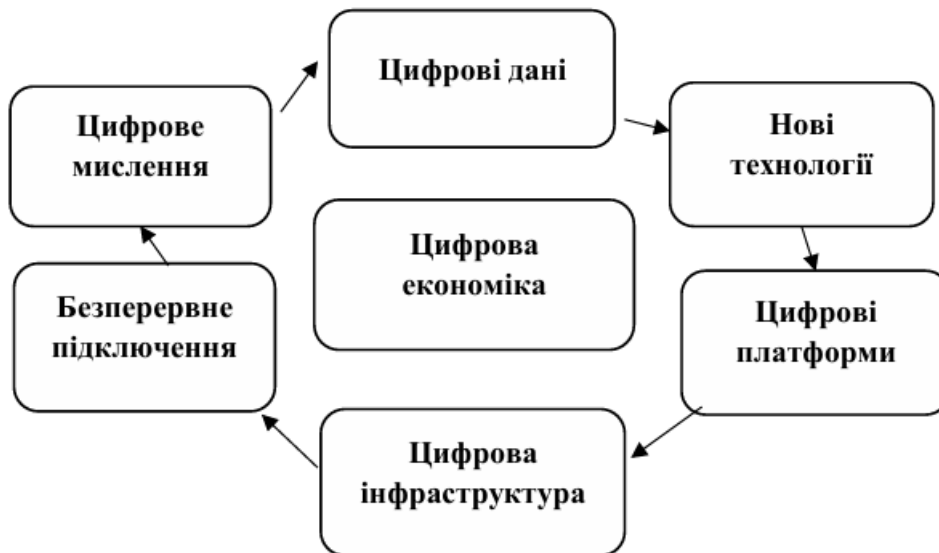 Цифрові дані
Цифрове
мислення
Нові
технології
Цифрова
економіка
Безперервне
підключення
Цифрові
платформи
Цифрова
інфраструктура